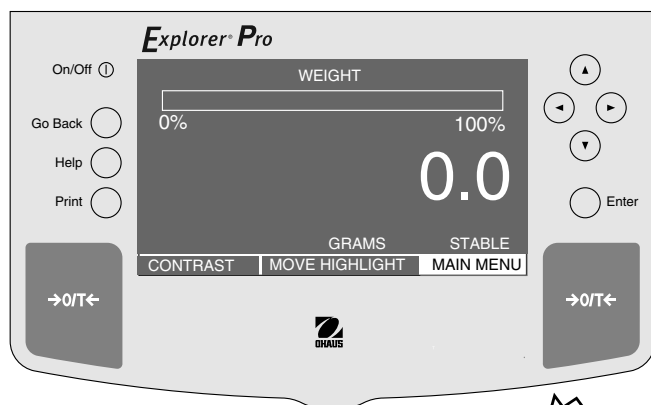 Explorer® Pro
On/Off
WEIGHT
0% 100%
Go Back
Help
Print
0.0
Enter
GRAMS STABLE
CONTRAST MOVE HIGHLIGHT MAIN MENU
→0/T← →0/T←
OHAUS